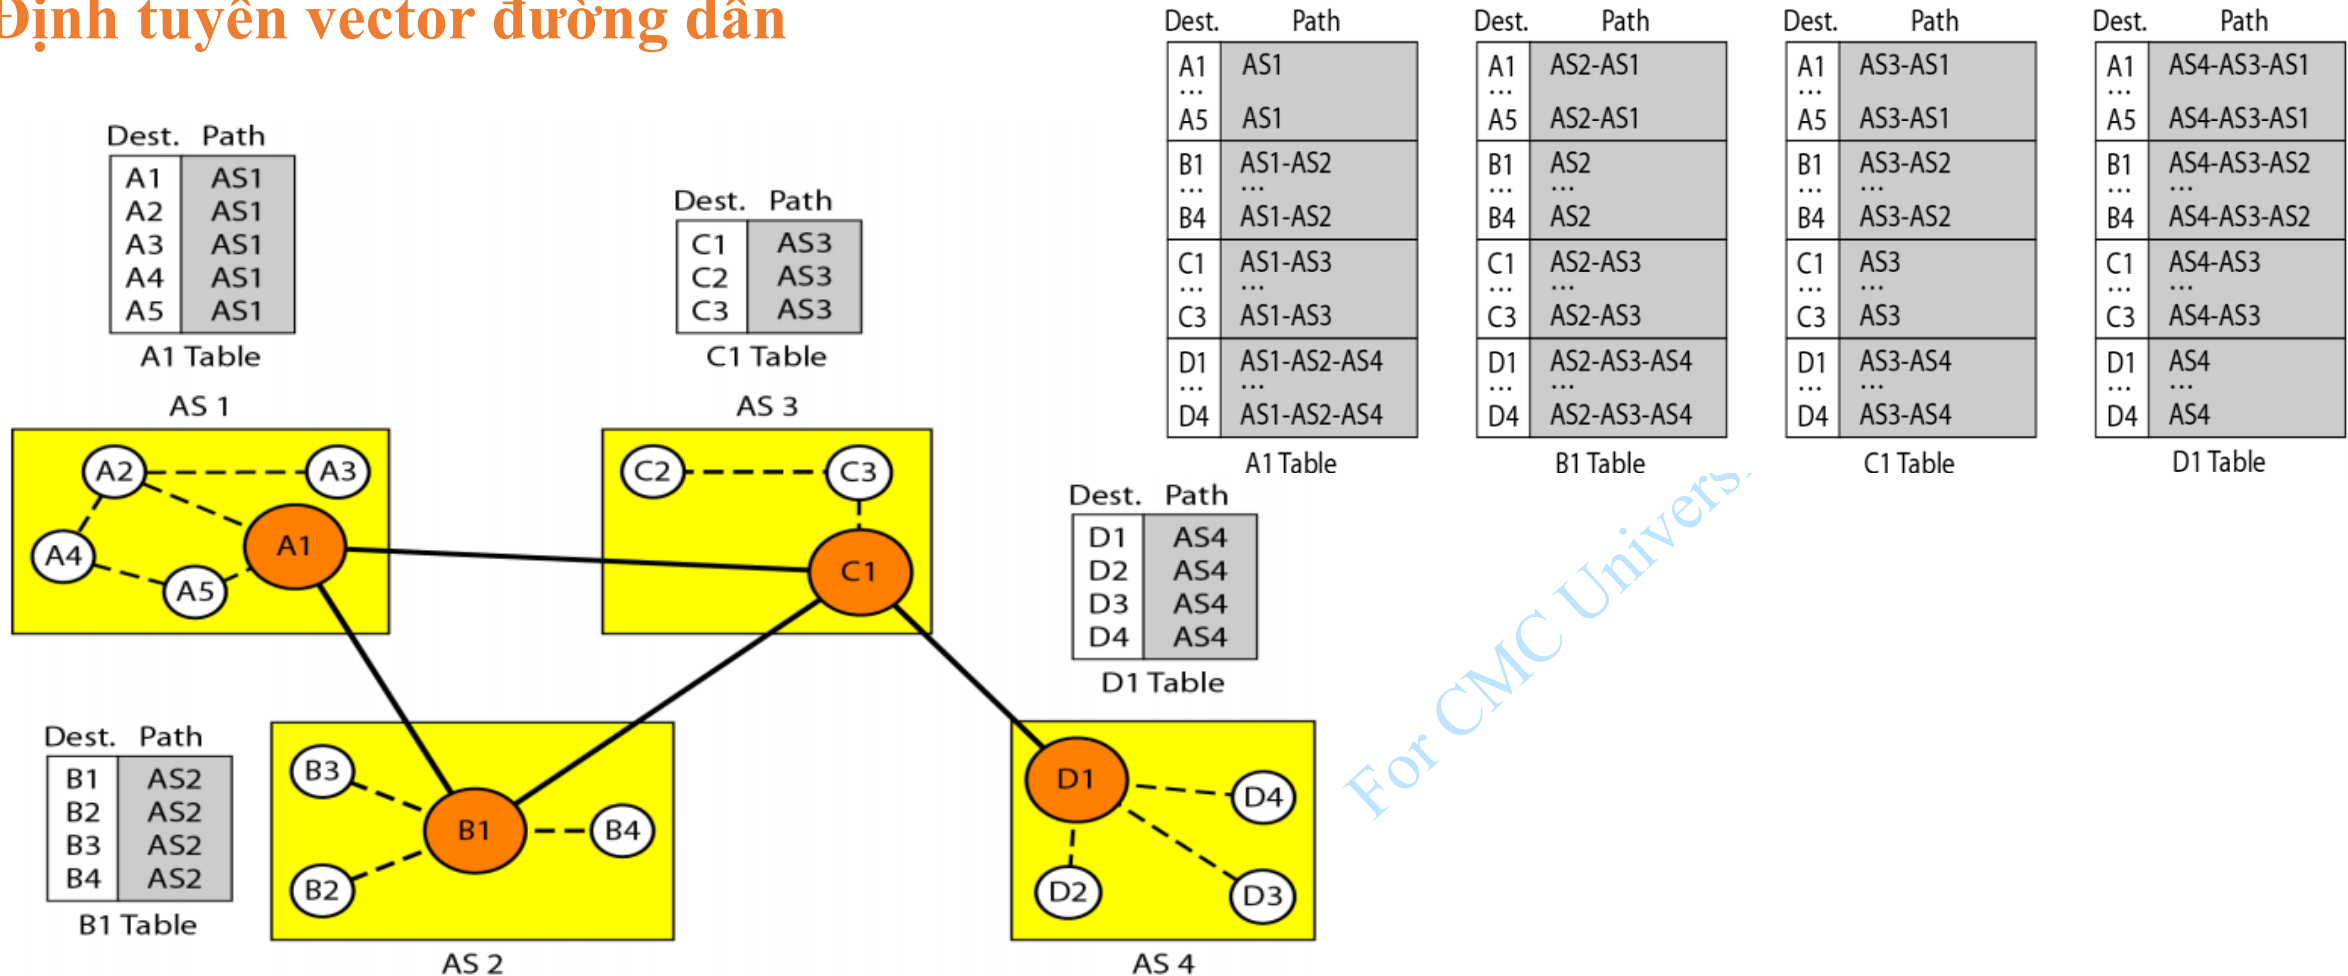 Định tuyến vector đường dẫn
Dest. Path
A1 AS1
A2 AS1
A3 AS1
A4 AS1
A5 AS1
A1 Table
AS 1
A2
A3
A4
A5
A1
Dest. Path
C1 AS3
C2 AS3
C3 AS3
C1 Table
AS 3
C2
C3
C1
Dest. Path
B1 AS2
B2 AS2
B3 AS2
B4 AS2
B1 Table
B3
B1
B4
B2
AS 2
Dest. Path
D1 AS4
D2 AS4
D3 AS4
D4 AS4
D1 Table
D1
D4
D2
D3
AS 4
Dest. Path
A1 AS1
...
A5 AS1
B1 AS1-AS2
... ...
B4 AS1-AS2
C1 AS1-AS3
... ...
C3 AS1-AS3
D1 AS1-AS2-AS4
... ...
D4 AS1-AS2-AS4
A1 Table
Dest. Path
A1 AS2-AS1
...
A5 AS2-AS1
B1 AS2
... ...
B4 AS2
C1 AS2-AS3
... ...
C3 AS2-AS3
D1 AS2-AS3-AS4
... ...
D4 AS2-AS3-AS4
B1 Table
Dest. Path
A1 AS3-AS1
...
A5 AS3-AS1
B1 AS3-AS2
... ...
B4 AS3-AS2
C1 AS3
... ...
C3 AS3
D1 AS3-AS4
... ...
D4 AS3-AS4
C1 Table
Dest. Path
A1 AS4-AS3-AS1
...
A5 AS4-AS3-AS1
B1 AS4-AS3-AS2
... ...
B4 AS4-AS3-AS2
C1 AS4-AS3
... ...
C3 AS4-AS3
D1 AS4
... ...
D4 AS4
D1 Table
For CMC Univers